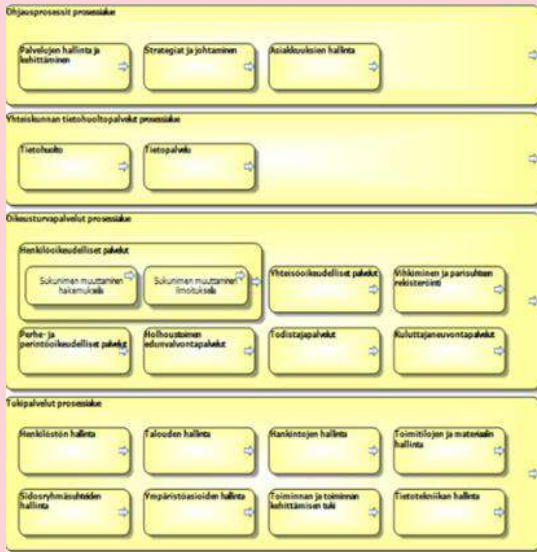 Ohjausprosessit prosessialue
Palvelujen hallinta ja
kehittäminen
Strategiat ja johtaminen
Asiakkuuksien hallinta
Yhteiskunnan tietohuoltopalvelut prosessialue
Tietohuolto
Tietopalvelu
Oikeusturvapalvelut prosessialue
Henkilöoikeudelliset palvelut
Sukunimen muuttaminen
hakemuksella
Sukunimen muuttaminen
ilmoituksella
Yhteisöoikeudelliset palvelut
Vihkiminen ja parisuhteen
rekisteröinti
Perhe- ja
perintöoikeudelliset palvelut
Holhoustoimen
edunvalvontapalvelut
Todistajapalvelut
Kuluttajaneuvontapalvelut
Tukipalvelut prosessialue
Henkilöstön hallinta
Talouden hallinta
Hankintojen hallinta
Toimitilojen ja materiaalin
hallinta
Sidosryhmäsuhteiden
hallinta
Ympäristöasioiden hallinta
Toiminnan ja toiminnan
kehittämisen tuki
Tietotekniikan hallinta